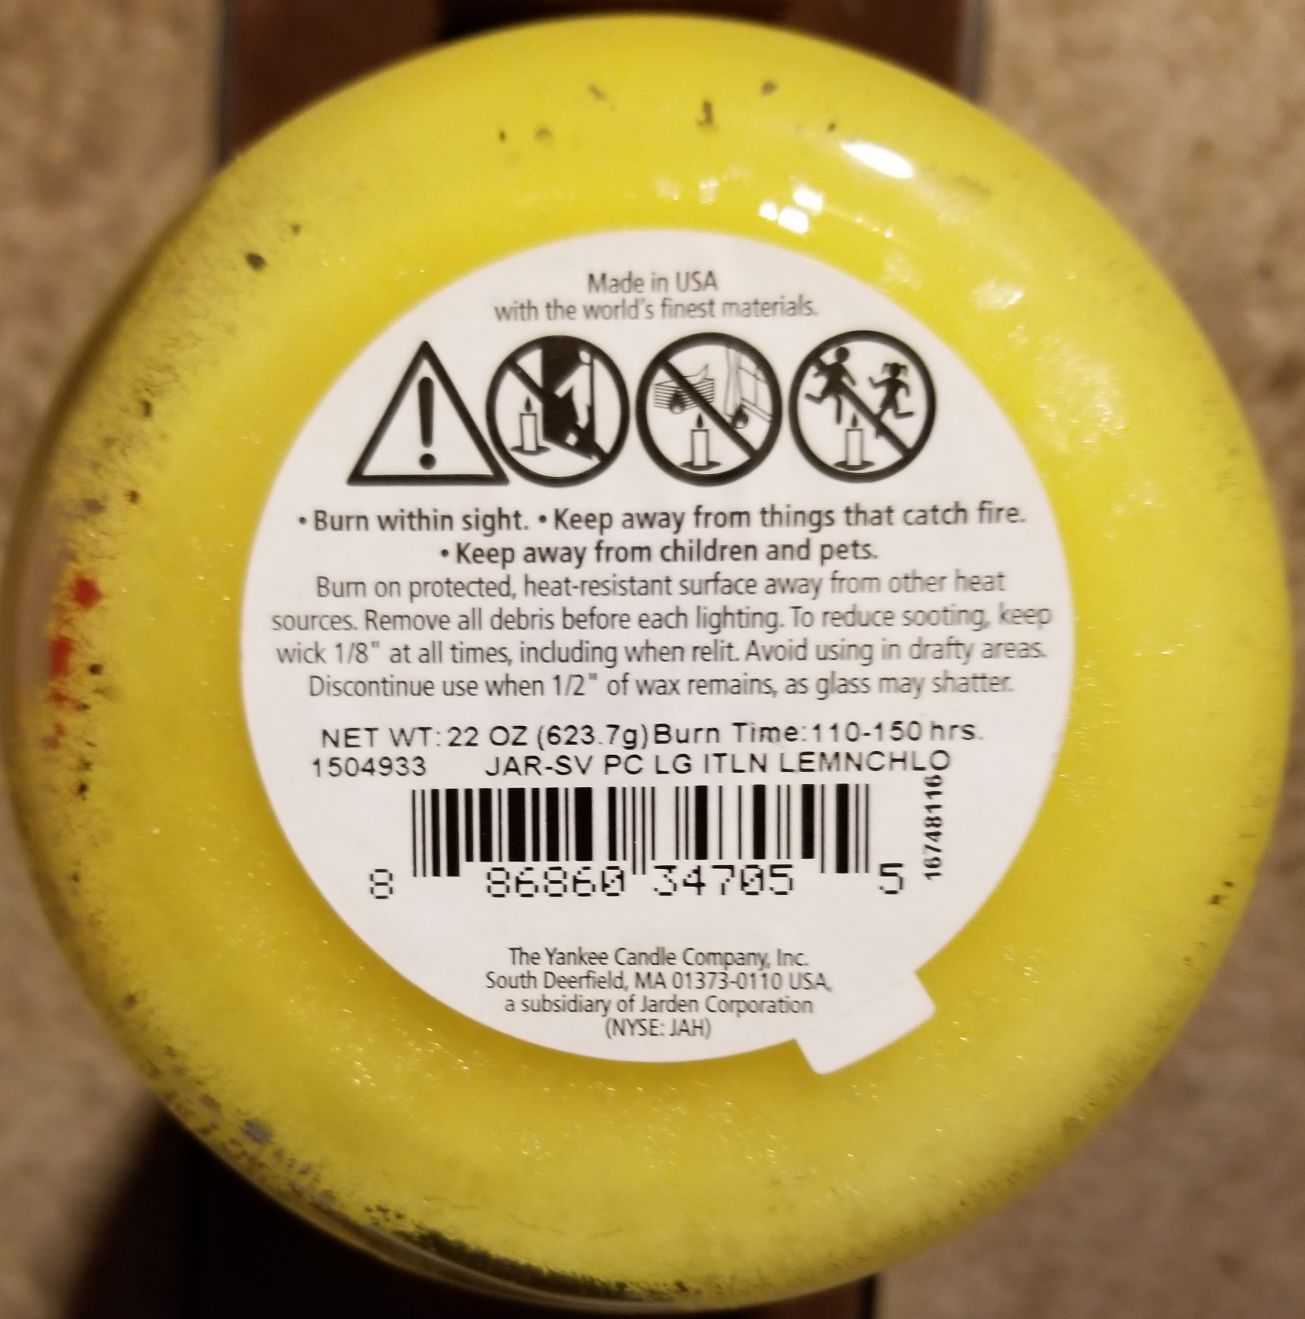 Made in USA
with the world's finest materials.
• Burn within sight. • Keep away from things that catch fire.
• Keep away from children and pets.
Burn on protected, heat-resistant surface away from other heat
sources. Remove all debris before each lighting. To reduce sooting, keep
wick 1/8" at all times, including when relit. Avoid using in drafty areas.
Discontinue use when 1/2" of wax remains, as glass may shatter.
NET WT: 22 OZ (623.7g) Burn Time: 110-150 hrs.
1504933 JAR-SV PC LG ITLN LEMNCHLO
16748116
8 86860 34705 5
The Yankee Candle Company, Inc.
South Deerfield, MA 01373-0110 USA,
a subsidiary of Jarden Corporation
(NYSE: JAH)